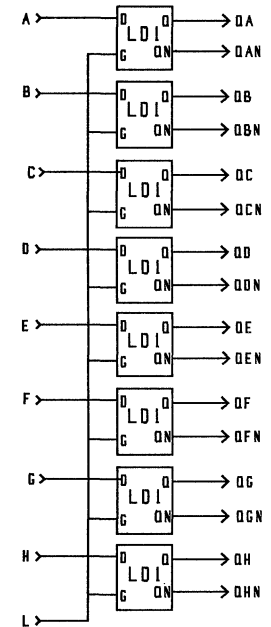 A D Q QA
LD1
G QN QAN
B D Q QB
LD1
G QN QBN
C D Q QC
LD1
G QN QCN
D D Q QD
LD1
G QN QDN
E D Q QE
LD1
G QN QEN
F D Q QF
LD1
G QN QFN
G D Q QG
LD1
G QN QGN
H D Q QH
LD1
G QN QHN
L